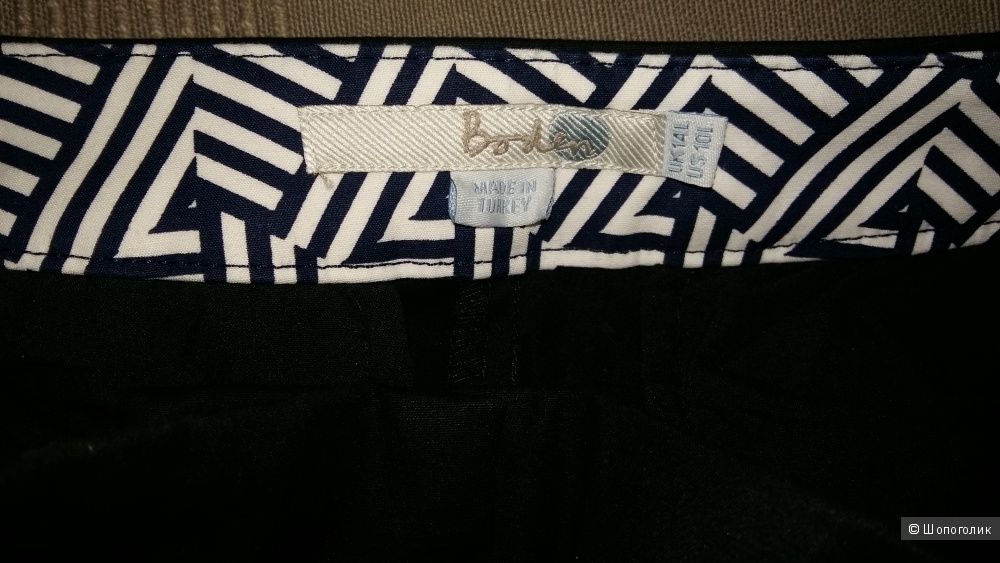 Boden
UK 14L
US 10L
MADE IN
TURKEY
© Шопоголик